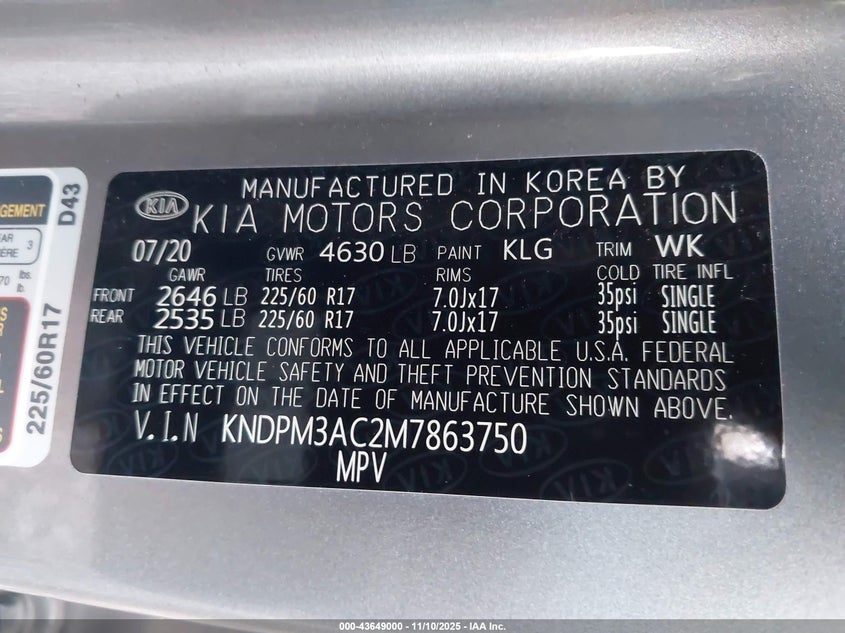 MANUFACTURED IN KOREA BY
KIA KIA MOTORS CORPORATION
07/20 GVWR 4630 LB PAINT KLG TRIM WK
GAWR TIRES RIMS COLD TIRE INFL
FRONT 2646 LB 225/60 R17 7.0Jx17 35psi SINGLE
REAR 2535 LB 225/60 R17 7.0Jx17 35psi SINGLE
THIS VEHICLE CONFORMS TO ALL APPLICABLE U.S.A. FEDERAL
MOTOR VEHICLE SAFETY AND THEFT PREVENTION STANDARDS
IN EFFECT ON THE DATE OF MANUFACTURE SHOWN ABOVE.
V.I.N KNDPM3AC2M7863750
MPV
D43
225/60R17
3
lbs.
lb.
000-43649000 - 11/10/2025 - IAA Inc.